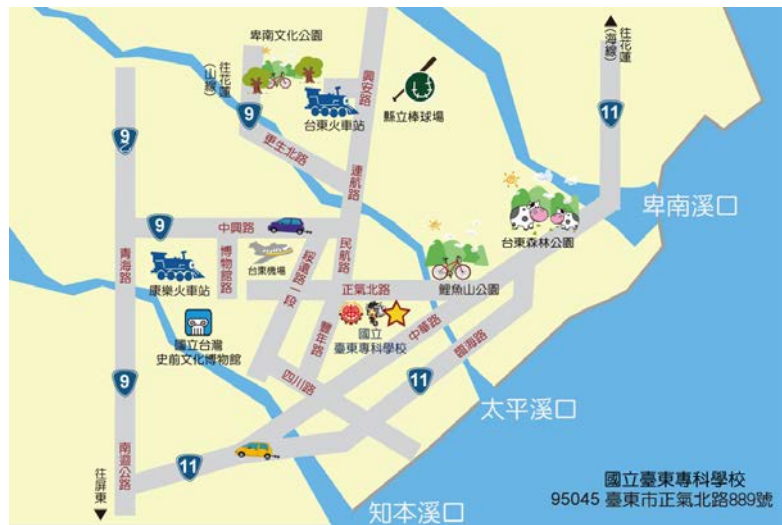 卑南文化公園
往花蓮
(山線)
9
台東火車站
興安路
縣立棒球場
往花蓮
(海線)
11
9
更生北路
連航路
卑南溪口
台東森林公園
9
中興路
青海路
康樂火車站
博物館路
台東機場
綏遠路一段
民航路
正氣北路
鯉魚山公園
國立台灣
史前文化博物館
豐年路
國立
臺東專科學校
中華路
臨海路
四川路
9
11
太平溪口
11
南迴公路
往屏東
知本溪口
國立臺東專科學校
95045 臺東市正氣北路889號